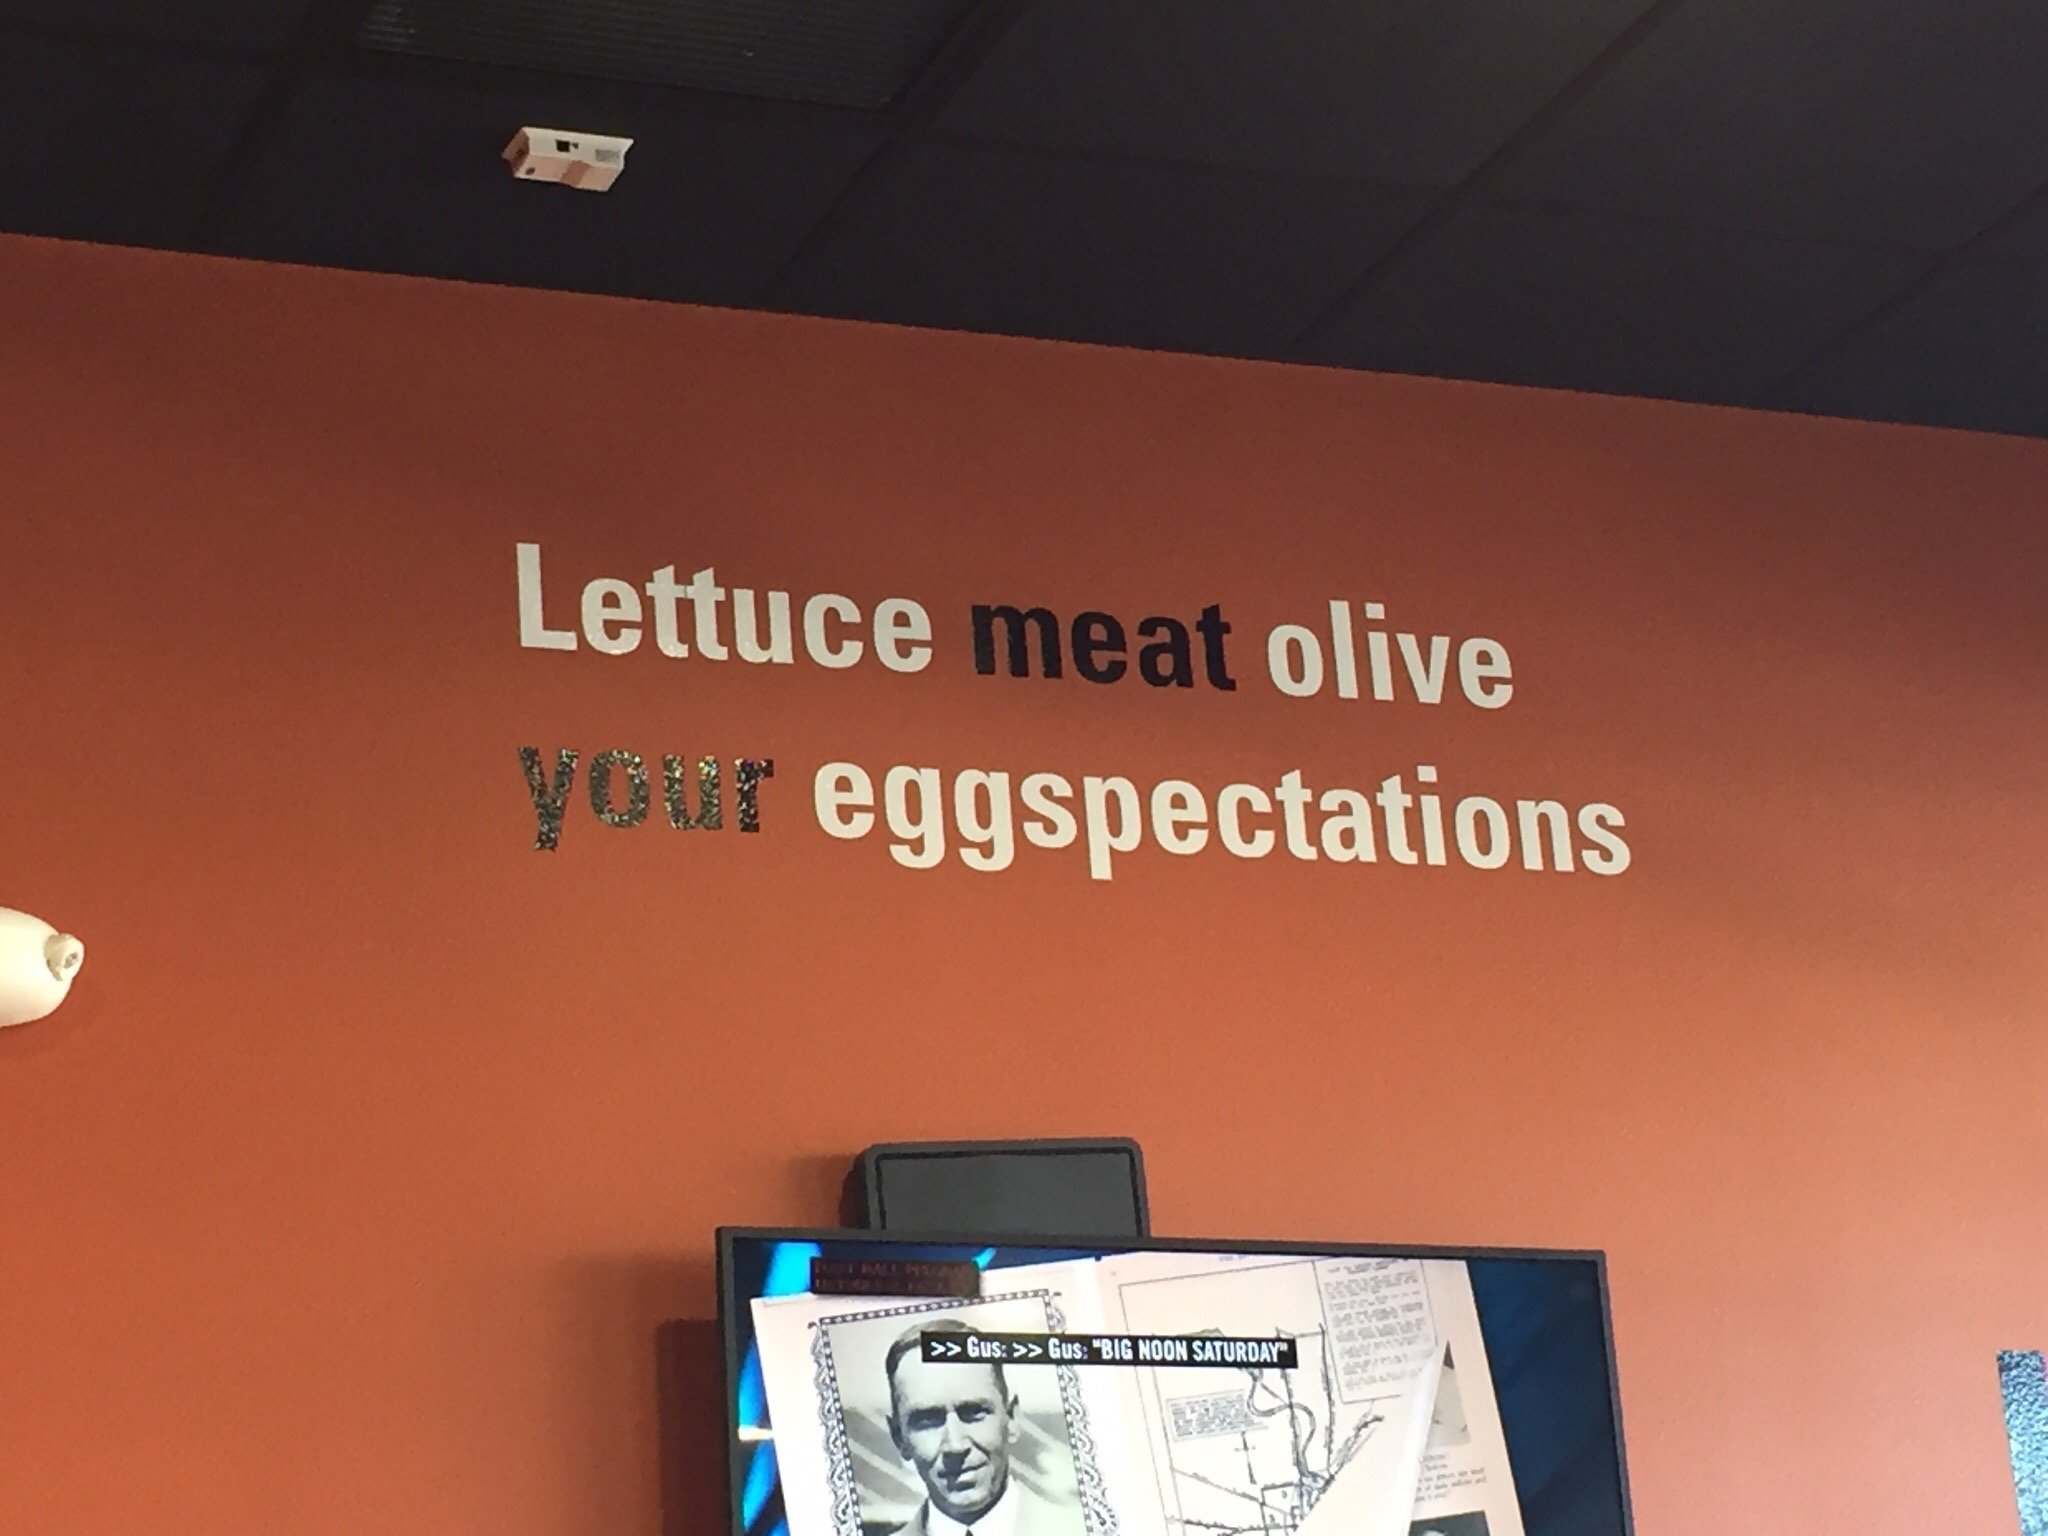 Lettuce meat olive
your eggspectations
>> Gus: >> Gus: "BIG NOON SATURDAY"